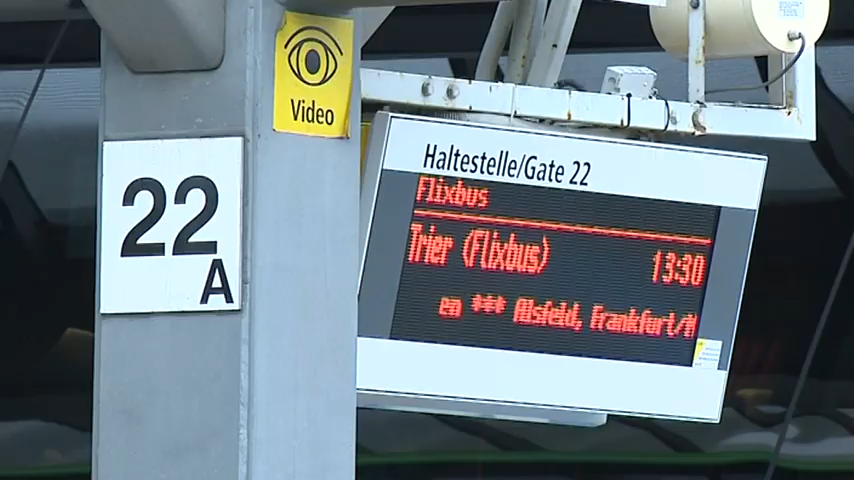 Video
22
A
Haltestelle/Gate 22
Flixbus
Trier (Flixbus) 13:30
*** Alsfeld, Frankfurt/M